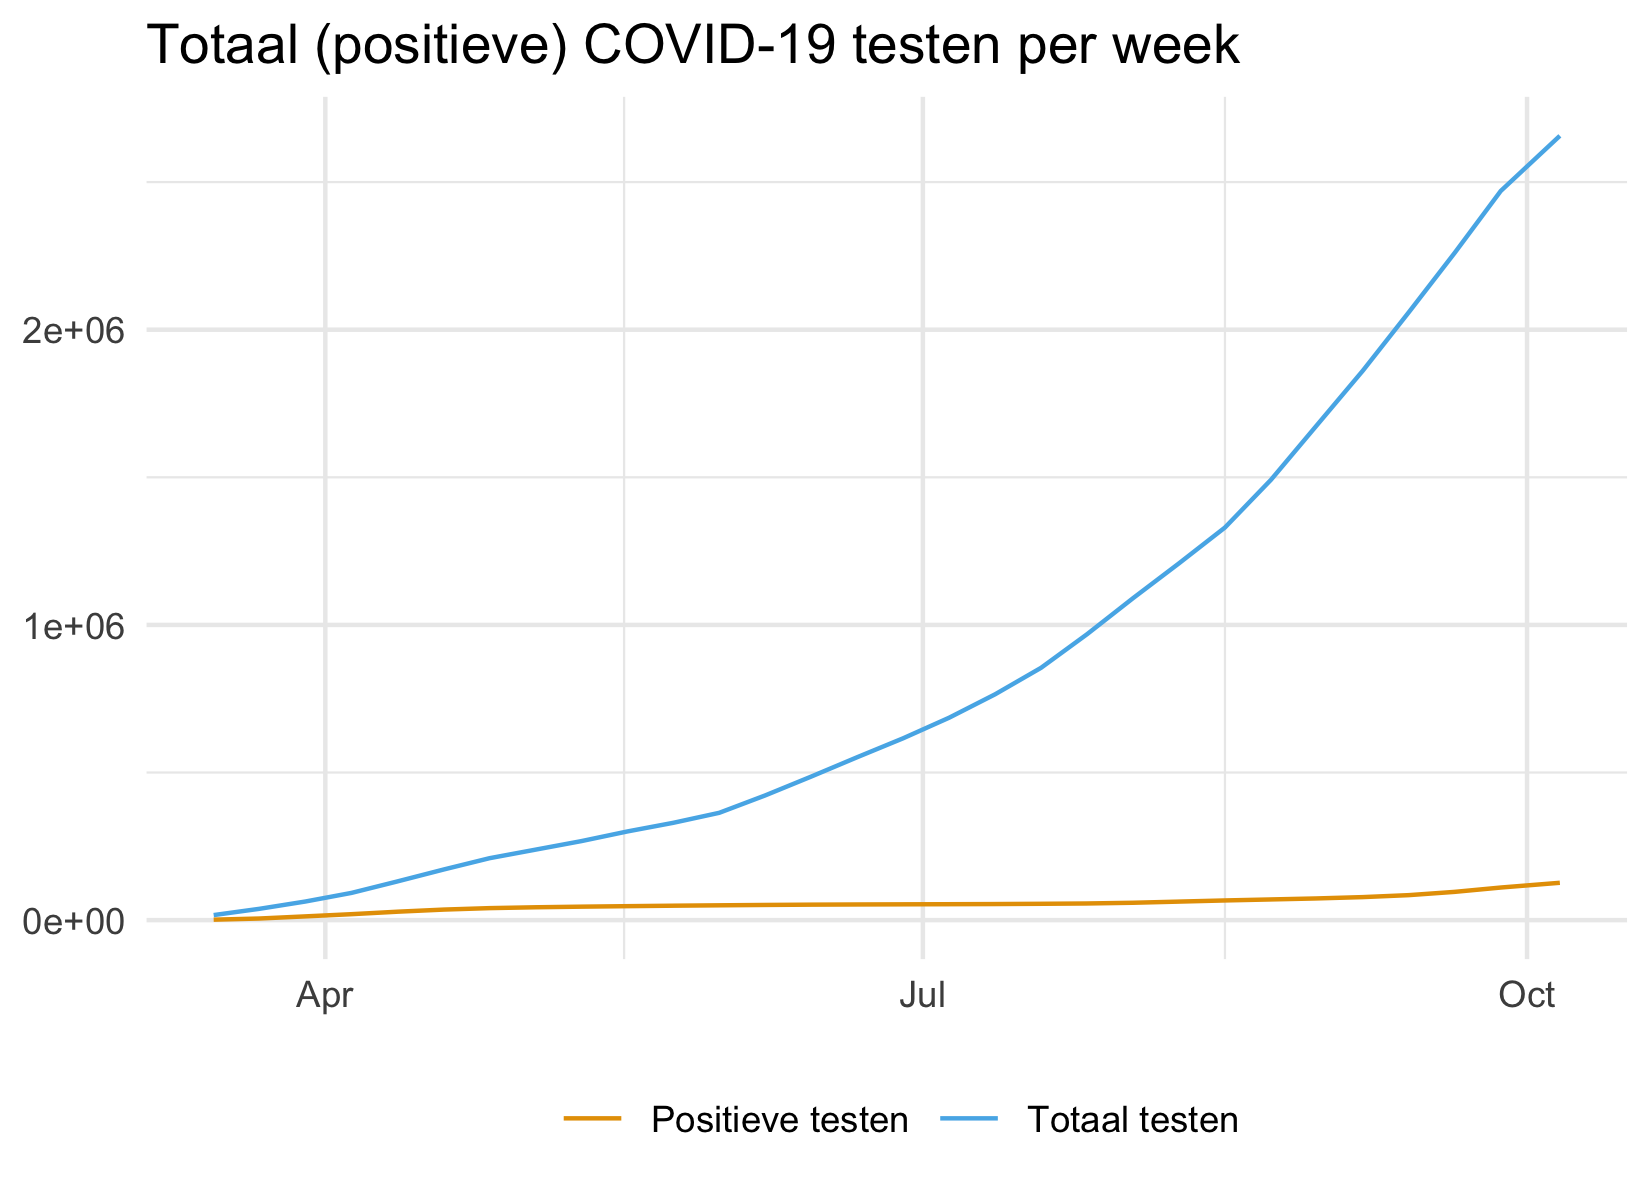 Totaal (positieve) COVID-19 testen per week
2e+06
1e+06
0e+00
Apr Jul Oct
Positieve testen Totaal testen